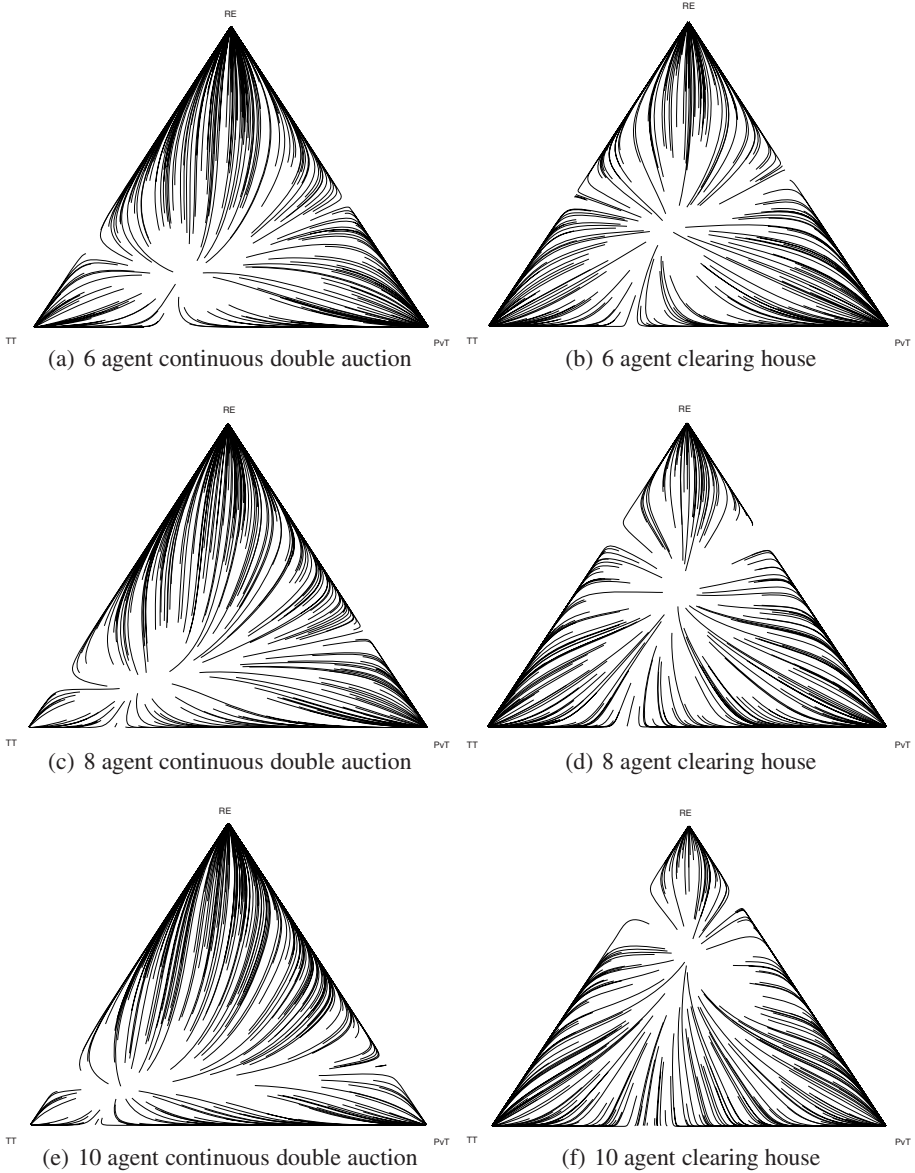 RE
RE
TT
PvT
TT
PvT
(a) 6 agent continuous double auction
(b) 6 agent clearing house
RE
RE
TT
PvT
TT
PvT
(c) 8 agent continuous double auction
(d) 8 agent clearing house
RE
RE
TT
PvT
TT
PvT
(e) 10 agent continuous double auction
(f) 10 agent clearing house